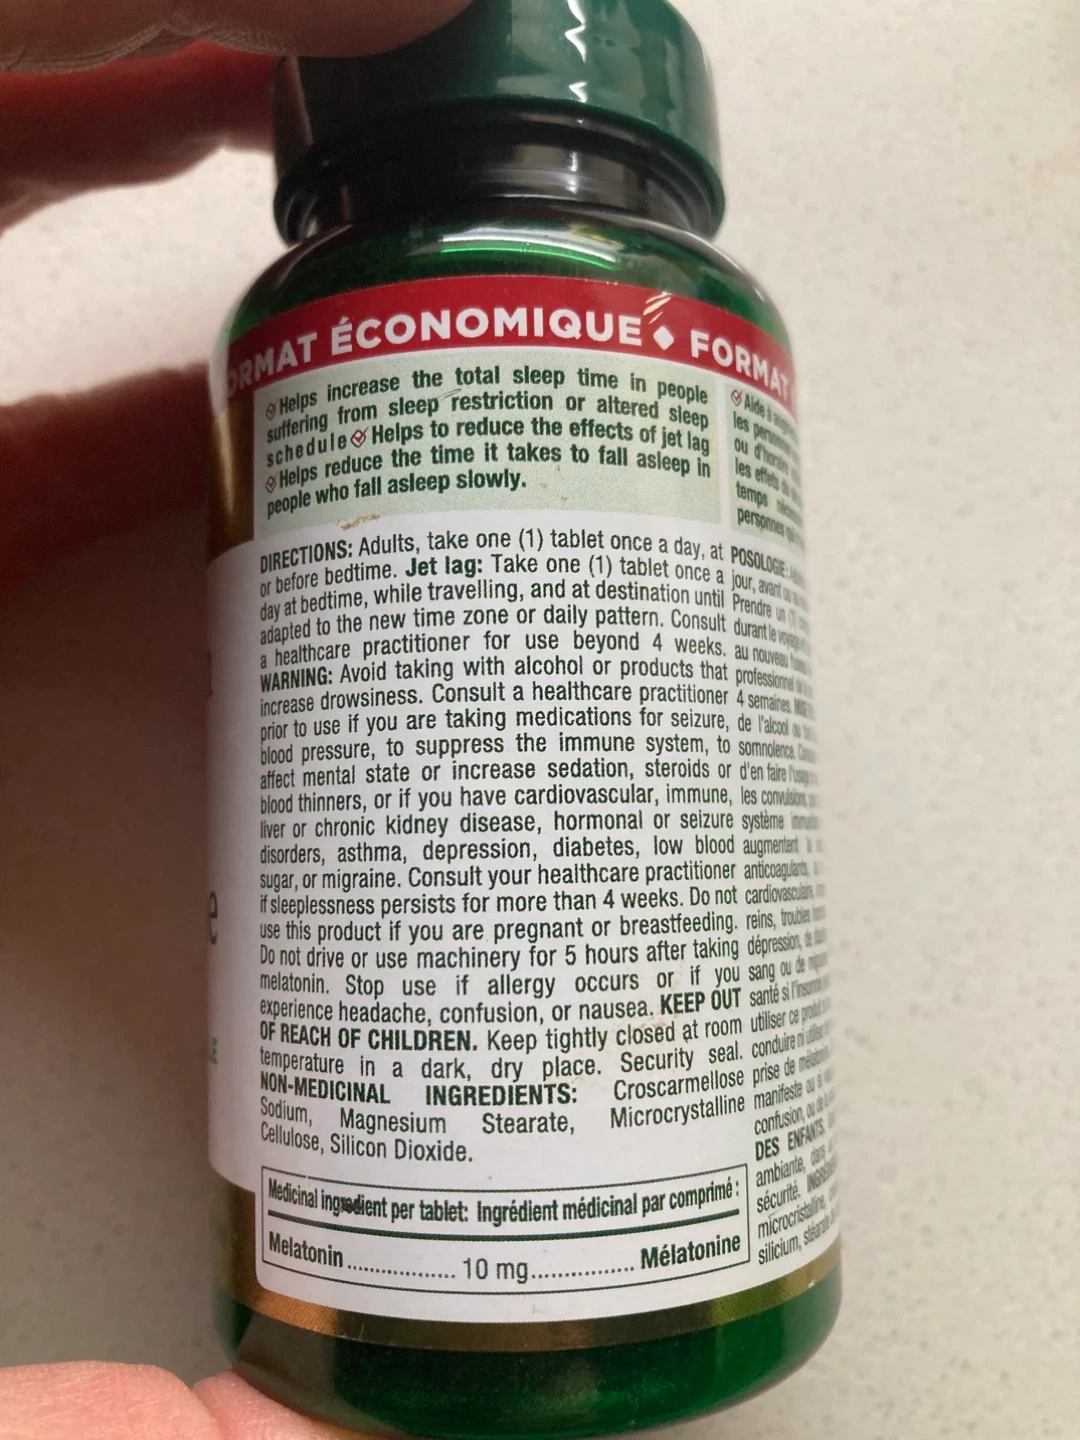 FORMAT ÉCONOMIQUE ◆ FORMAT
Helps increase the total sleep time in people
suffering from sleep restriction or altered sleep
schedule Helps to reduce the effects of jet lag
Helps reduce the time it takes to fall asleep in
people who fall asleep slowly.
DIRECTIONS: Adults, take one (1) tablet once a day, at
or before bedtime. Jet lag: Take one (1) tablet once a
day at bedtime, while travelling, and at destination until
adapted to the new time zone or daily pattern. Consult
a healthcare practitioner for use beyond 4 weeks.
WARNING: Avoid taking with alcohol or products that
increase drowsiness. Consult a healthcare practitioner
prior to use if you are taking medications for seizure,
blood pressure, to suppress the immune system, to
affect mental state or increase sedation, steroids or
blood thinners, or if you have cardiovascular, immune,
liver or chronic kidney disease, hormonal or seizure
disorders, asthma, depression, diabetes, low blood
sugar, or migraine. Consult your healthcare practitioner
if sleeplessness persists for more than 4 weeks. Do not
use this product if you are pregnant or breastfeeding.
Do not drive or use machinery for 5 hours after taking
melatonin. Stop use if allergy occurs or if you
experience headache, confusion, or nausea. KEEP OUT
OF REACH OF CHILDREN. Keep tightly closed at room
temperature in a dark, dry place. Security seal.
NON-MEDICINAL INGREDIENTS: Croscarmellose
Sodium, Magnesium Stearate, Microcrystalline
Cellulose, Silicon Dioxide.
Medicinal ingredient per tablet: Ingrédient médicinal par comprimé :
Melatonin .................. 10 mg................ Mélatonine
Aide à
les
ou
les effets
temps
personnes
POSOLOGIE:
jour, avant ou
Prendre un (1)
durant le
au nouveau
professionnel
4 semaines.
de l'alcool ou
somnolence.
d'en faire
les convulsions,
système
augmentent
anticoagulants,
cardiovasculaire,
reins, troubles
dépression, de
sang ou de
santé si
utiliser ce
conduire ni utiliser
prise de
manifeste ou si
confusion, ou
DES ENFANTS.
ambiante, dans
sécurité.
microcristalline,
silicium,